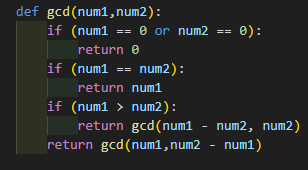 def gcd(num1,num2):
    if (num1 == 0 or num2 == 0):
        return 0
    if (num1 == num2):
        return num1
    if (num1 > num2):
        return gcd(num1 - num2, num2)
    return gcd(num1,num2 - num1)